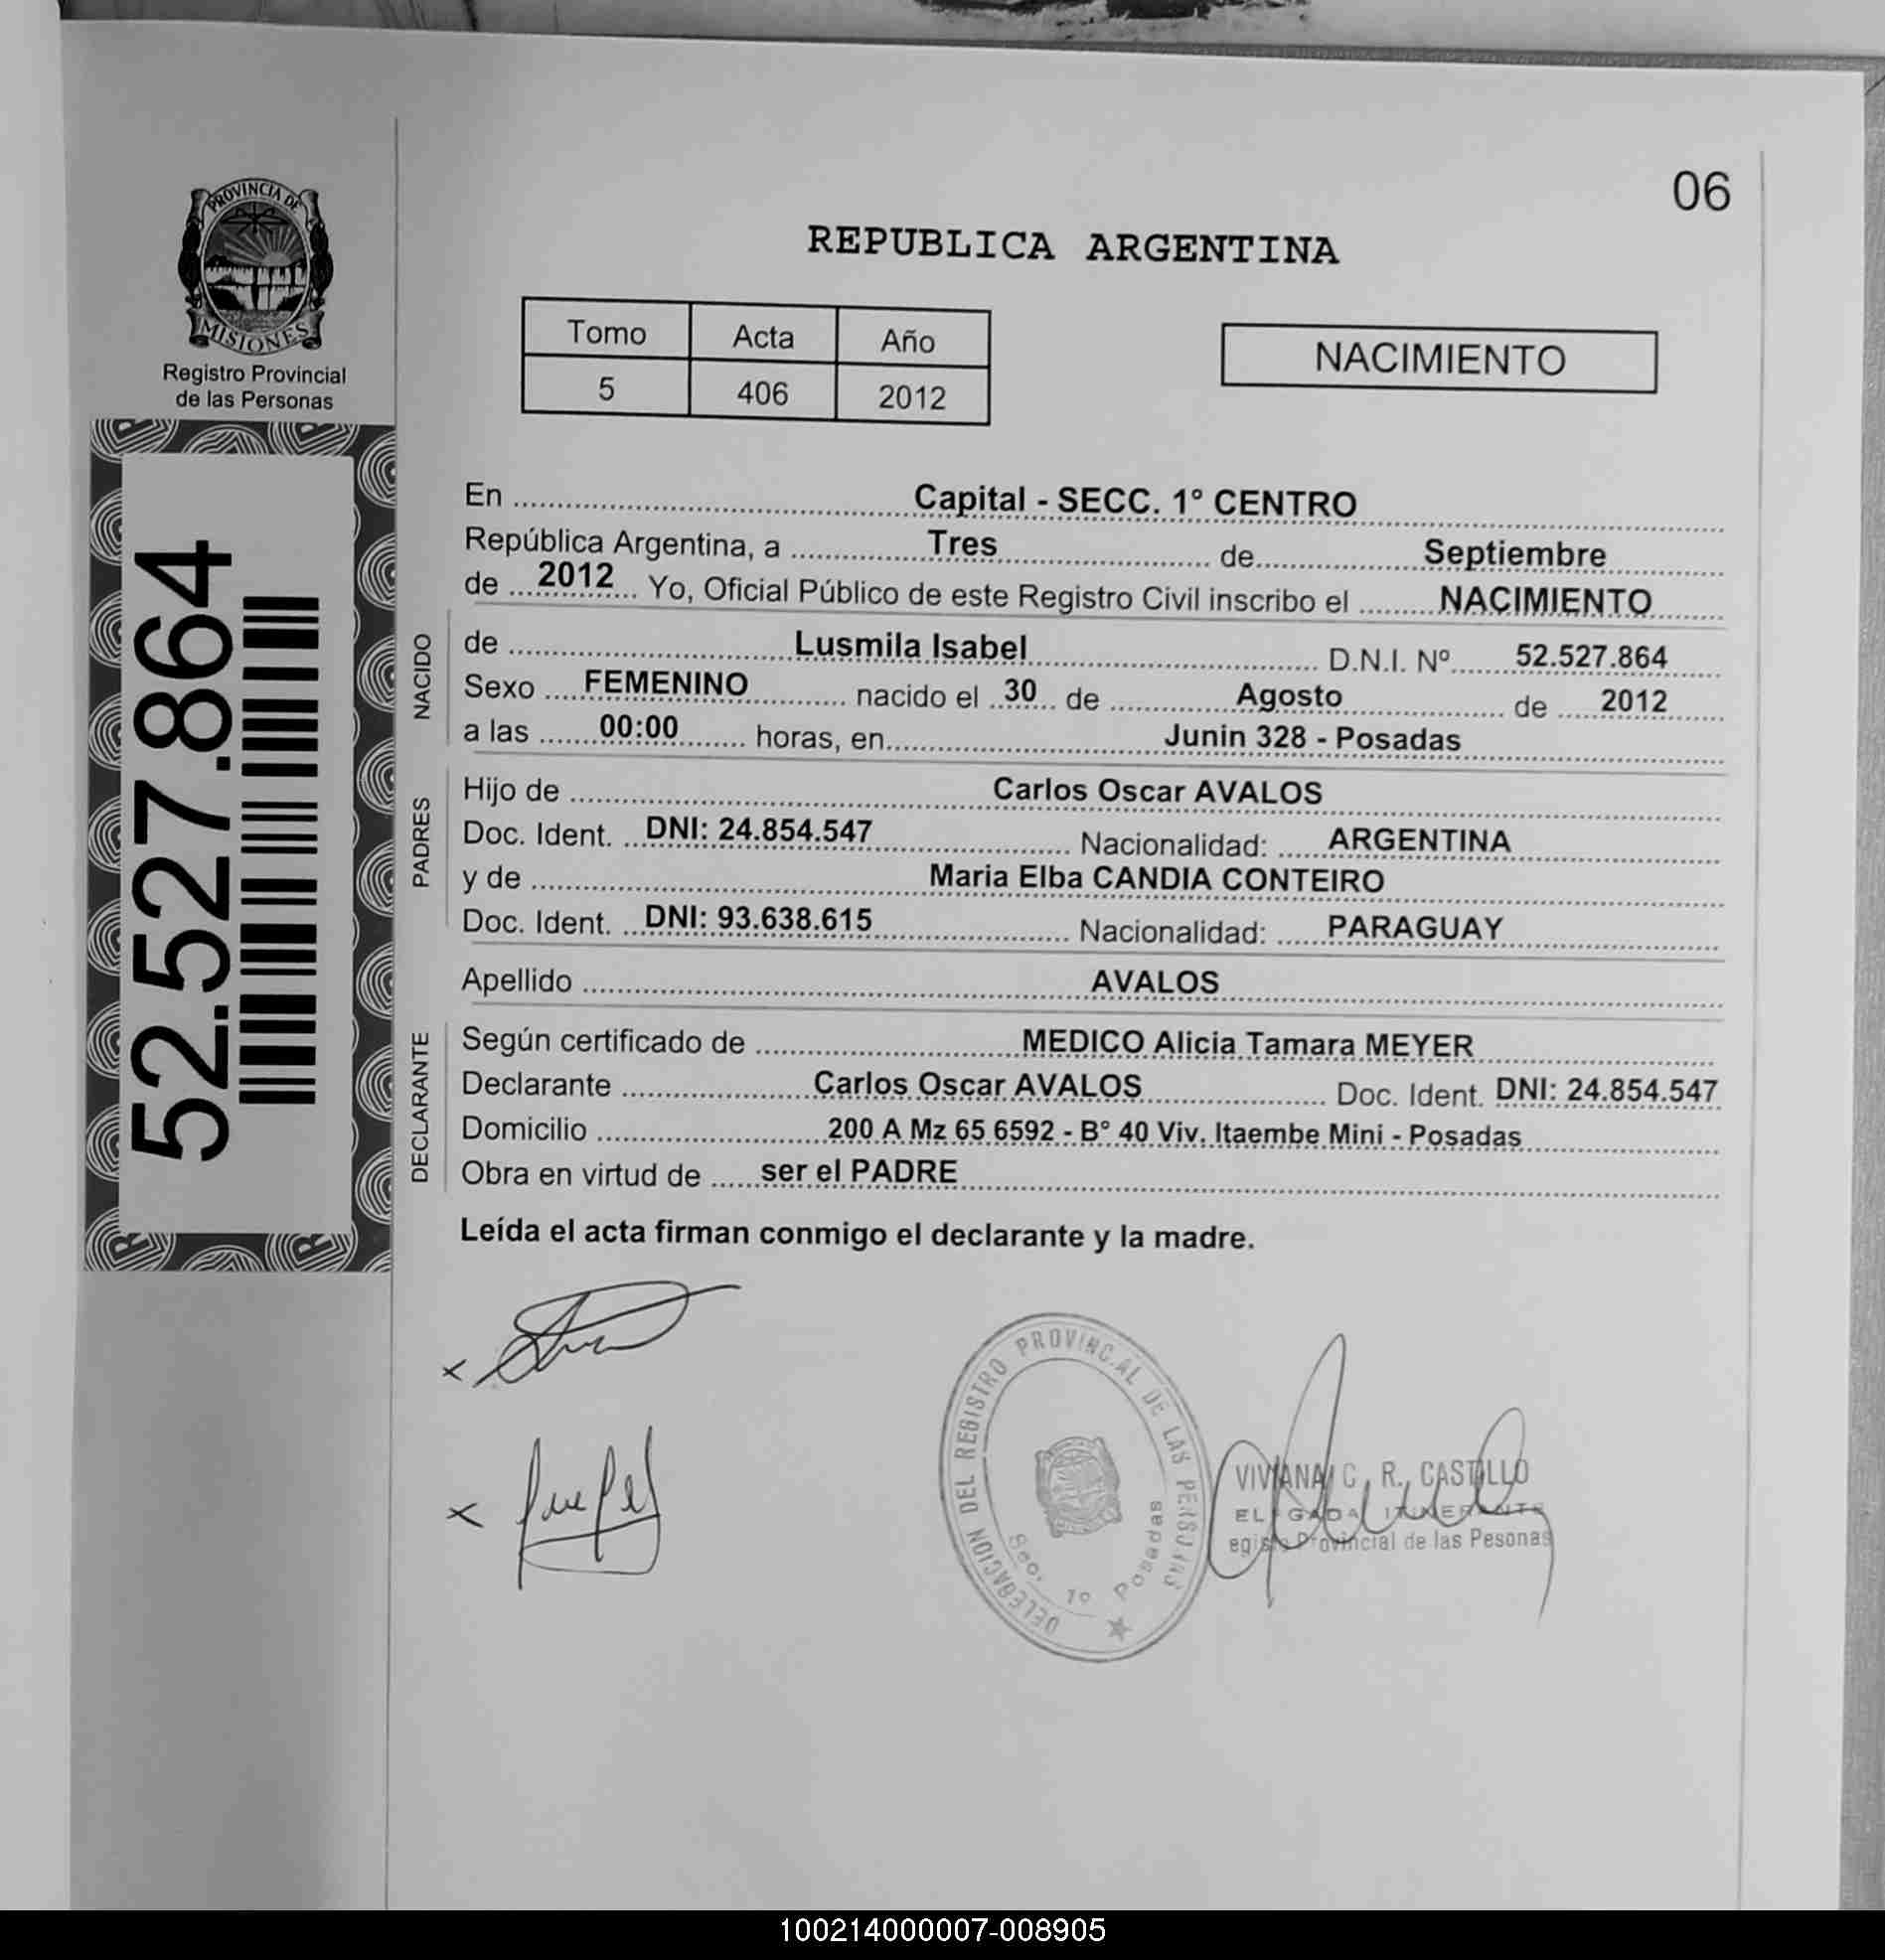 06
PROVINCIA DE
MISIONES
Registro Provincial
de las Personas
52.527.864
REPUBLICA ARGENTINA
Tomo Acta Año
5 406 2012
NACIMIENTO
En Capital - SECC. 1° CENTRO
República Argentina, a Tres de Septiembre
de 2012 Yo, Oficial Público de este Registro Civil inscribo el NACIMIENTO
NACIDO
de Lusmila Isabel D.N.I. Nº 52.527.864
Sexo FEMENINO nacido el 30 de Agosto de 2012
a las 00:00 horas, en Junin 328 - Posadas
PADRES
Hijo de Carlos Oscar AVALOS
Doc. Ident. DNI: 24.854.547 Nacionalidad: ARGENTINA
y de Maria Elba CANDIA CONTEIRO
Doc. Ident. DNI: 93.638.615 Nacionalidad: PARAGUAY
Apellido AVALOS
DECLARANTE
Según certificado de MEDICO Alicia Tamara MEYER
Declarante Carlos Oscar AVALOS Doc. Ident. DNI: 24.854.547
Domicilio 200 A Mz 65 6592 - B° 40 Viv. Itaembe Mini - Posadas
Obra en virtud de ser el PADRE
Leída el acta firman conmigo el declarante y la madre.
x
x
DELEGACION DEL REGISTRO PROVINCIAL DE LAS PERSONAS
Sec. 1º Posadas
VIVIANA C. R. CASTILLO
Provincial de las Pesonas
100214000007-008905